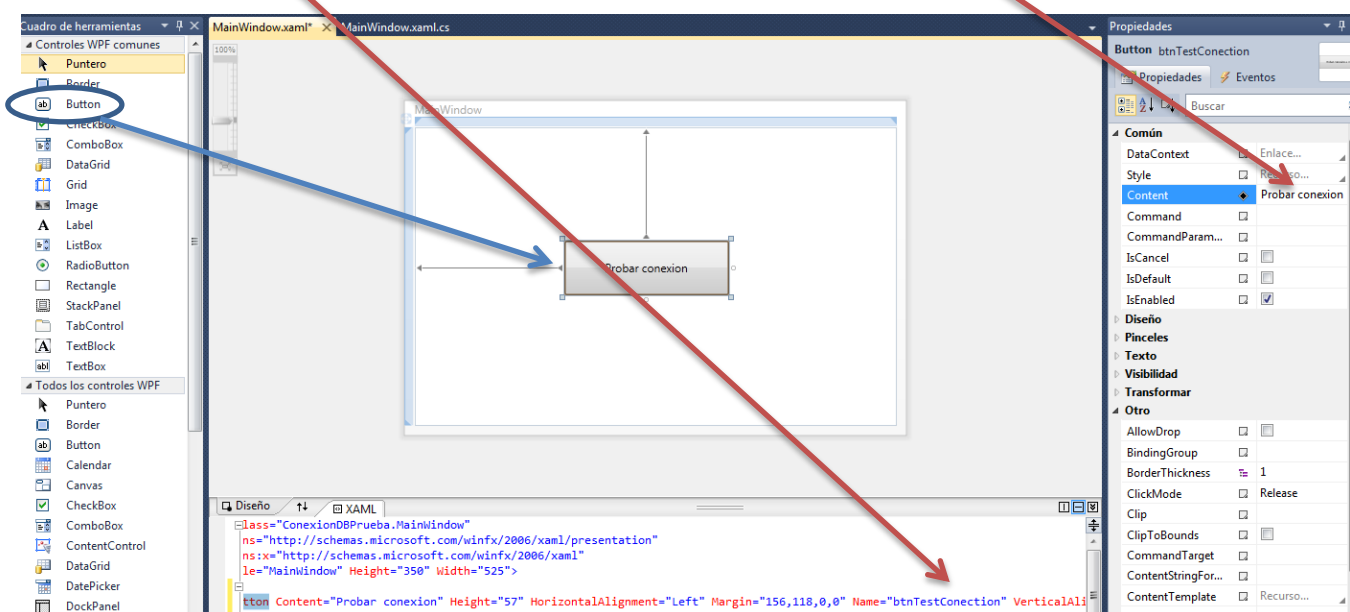 Cuadro de herramientas
Controles WPF comunes
Puntero
Border
Button
CheckBox
ComboBox
DataGrid
Grid
Image
Label
ListBox
RadioButton
Rectangle
StackPanel
TabControl
TextBlock
TextBox
Todos los controles WPF
Puntero
Border
Button
Calendar
Canvas
CheckBox
ComboBox
ContentControl
DataGrid
DatePicker
DockPanel
MainWindow.xaml*
MainWindow.xaml.cs
100%
MainWindow
Probar conexion
Diseño
XAML
lass="ConexionDBPrueba.MainWindow"
ns="http://schemas.microsoft.com/winfx/2006/xaml/presentation"
ns:x="http://schemas.microsoft.com/winfx/2006/xaml"
le="MainWindow" Height="350" Width="525">
tton Content="Probar conexion" Height="57" HorizontalAlignment="Left" Margin="156,118,0,0" Name="btnTestConection" VerticalAli
Propiedades
Button btnTestConection
Propiedades Eventos
Buscar
Común
DataContext Enlace...
Style Recurso...
Content Probar conexion
Command
CommandParam...
IsCancel
IsDefault
IsEnabled
Diseño
Pinceles
Texto
Visibilidad
Transformar
Otro
AllowDrop
BindingGroup
BorderThickness 1
ClickMode Release
Clip
ClipToBounds
CommandTarget
ContentStringFor...
ContentTemplate Recurso...